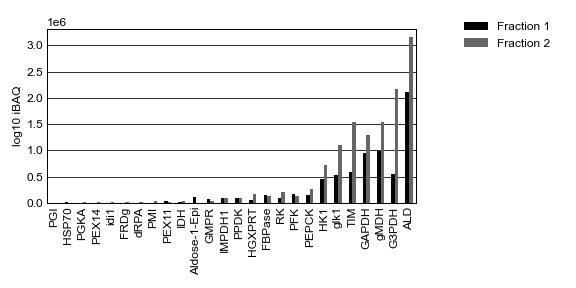 1e6
Fraction 1
Fraction 2
log10 iBAQ
3.0
2.5
2.0
1.5
1.0
0.5
0.0
PGI
HSP70
PGKA
PEX14
idi1
FRDg
dRPA
PMI
PEX11
IDH
Aldose-1-Epi
GMPR
IMPDH1
PPDK
HGXPRT
FBPase
RK
PFK
PEPCK
HK1
glk1
TIM
GAPDH
gMDH
G3PDH
ALD